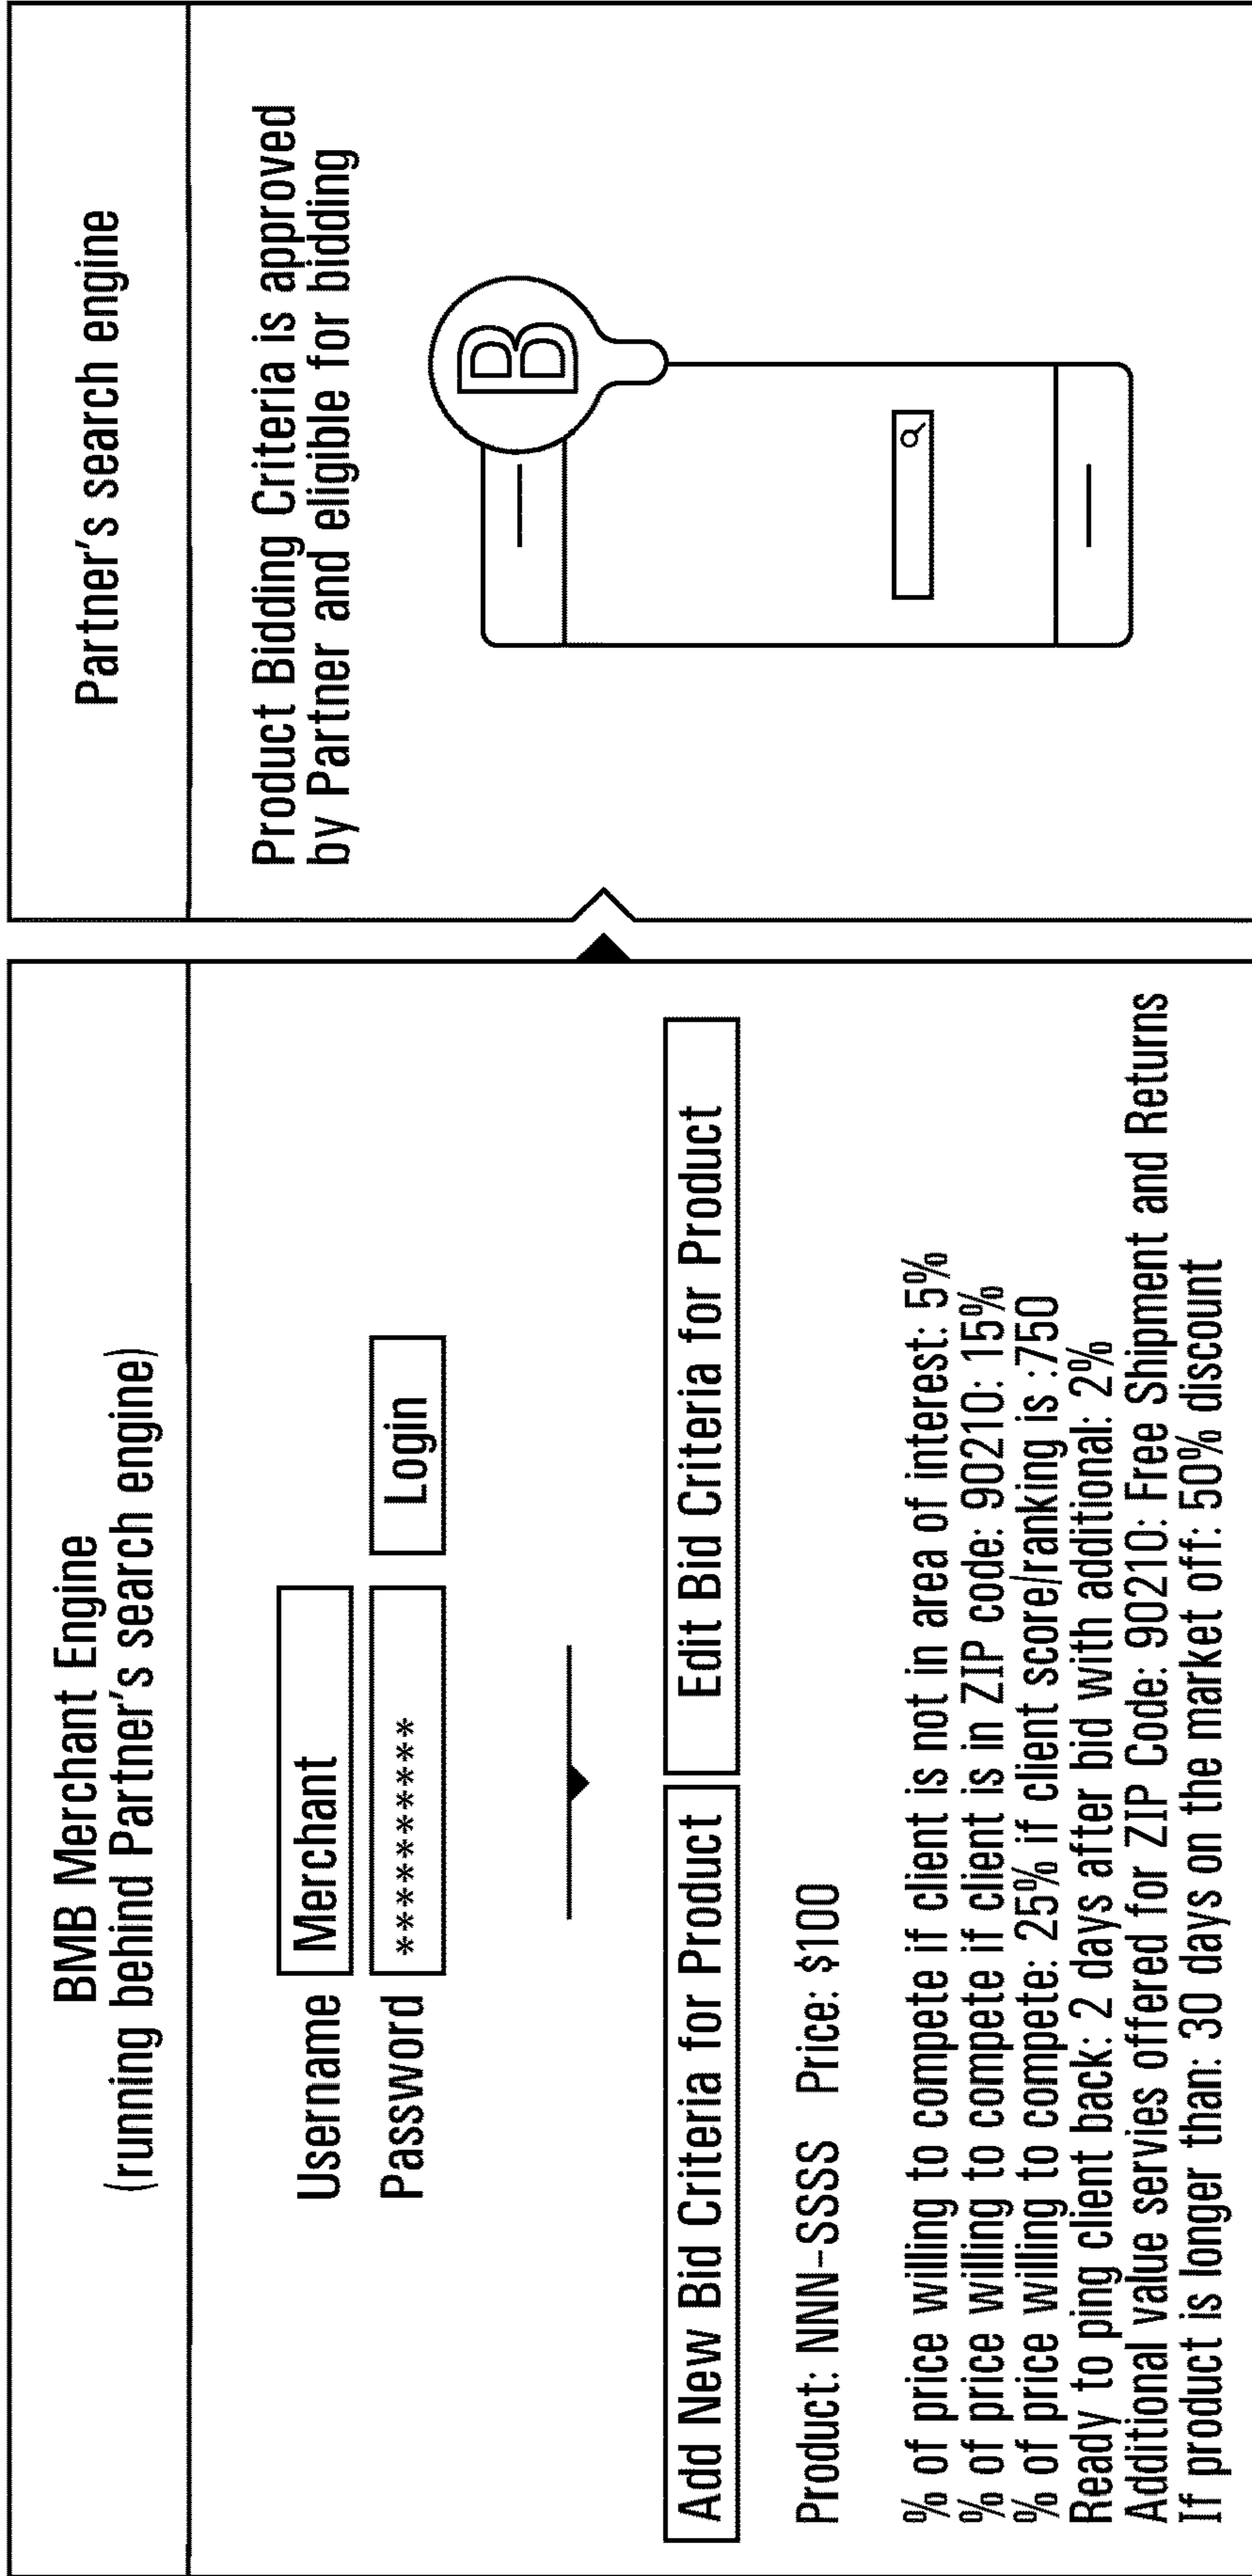 BMB Merchant Engine
(running behind Partner's search engine)
Username Merchant
Password ********** Login
Add New Bid Criteria for Product Edit Bid Criteria for Product
Product: NNN-SSSS Price: $100
% of price willing to compete if client is not in area of interest: 5%
% of price willing to compete if client is in ZIP code: 90210: 15%
% of price willing to compete: 25% if client score/ranking is :750
Ready to ping client back: 2 days after bid with additional: 2%
Additional value servies offered for ZIP Code: 90210: Free Shipment and Returns
If product is longer than: 30 days on the market off: 50% discount
Partner's search engine
Product Bidding Criteria is approved
by Partner and eligible for bidding
B